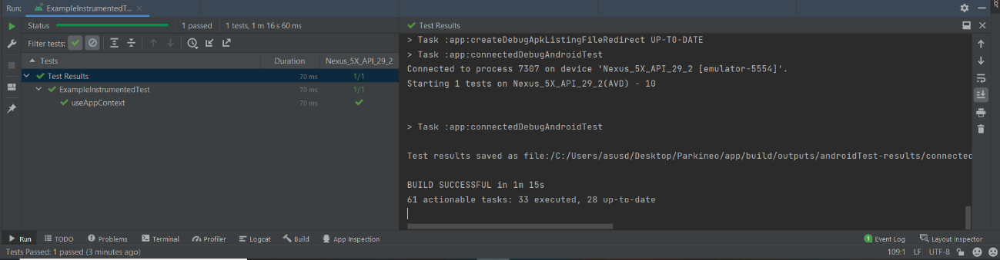 Run: ExampleInstrumentedT...
Status 1 passed 1 tests, 1 m 16 s 60 ms
Filter tests:
Tests Duration Nexus_5X_API_29_2
Test Results 70 ms 1/1
ExampleInstrumentedTest 70 ms 1/1
useAppContext 70 ms
Test Results
> Task :app:createDebugApkListingFileRedirect UP-TO-DATE
> Task :app:connectedDebugAndroidTest
Connected to process 7307 on device 'Nexus_5X_API_29_2 [emulator-5554]'.
Starting 1 tests on Nexus_5X_API_29_2(AVD) - 10
> Task :app:connectedDebugAndroidTest
Test results saved as file:/C:/Users/asusd/Desktop/Parkineo/app/build/outputs/androidTest-results/connected
BUILD SUCCESSFUL in 1m 15s
61 actionable tasks: 33 executed, 28 up-to-date
Run TODO Problems Terminal Profiler Logcat Build App Inspection 1 Event Log Layout Inspector
Tests Passed: 1 passed (3 minutes ago) 109:1 LF UTF-8